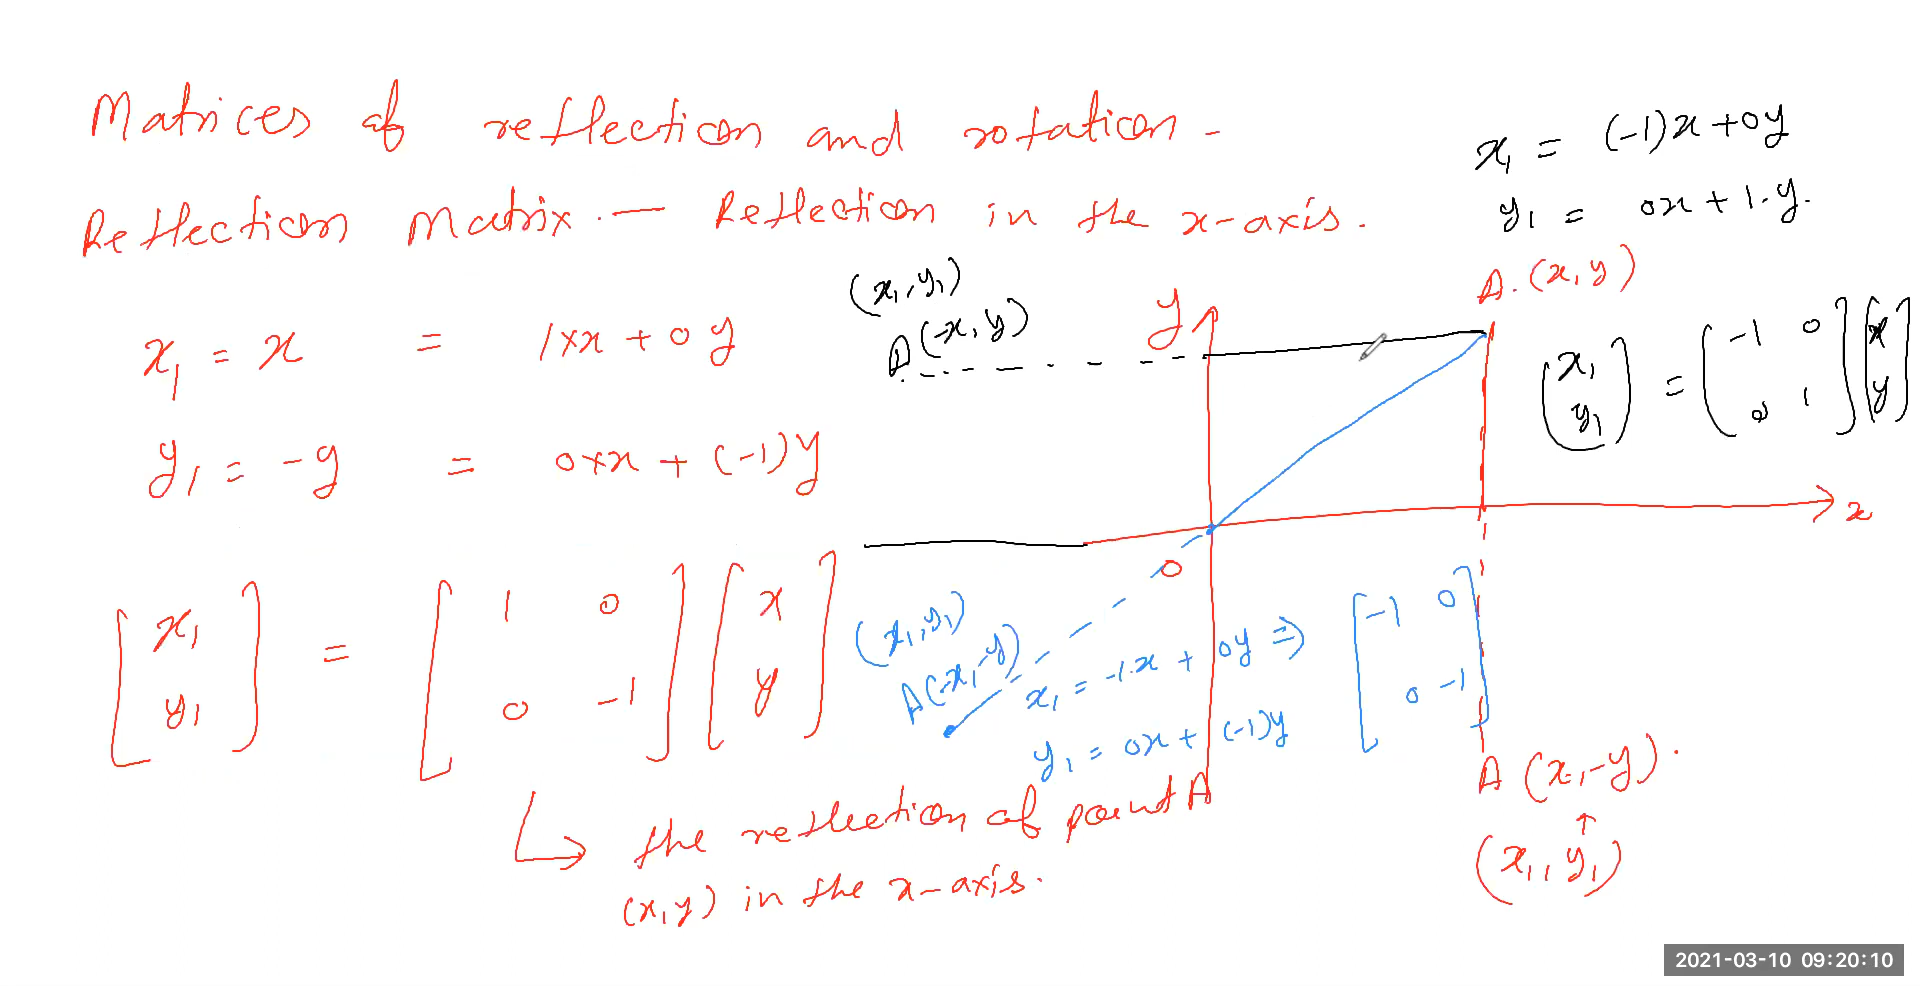 Matrices of reflection and rotation -
Reflection Matrix. — Reflection in the x-axis.
x₁ = x = 1×x + 0 y
y₁ = -y = 0×x + (-1)y
[x₁ y₁] = [1 0 0 -1] [x y]
↳ the reflection of point A
(x,y) in the x-axis.
x₁ = (-1)x + 0y
y₁ = 0x + 1.y.
A. (x, y)
(x₁, y₁)
A(-x, y)
y
(x₁ y₁) = (-1 0 0 1) [x y]
x
O
(x₁, y₁)
A(-x, -y)
x₁ = -1.x + 0y ⇒ [-1 0 0 -1]
y₁ = 0x + (-1)y
A (x, -y).
↑
(x₁, y₁)
2021-03-10 09:20:10